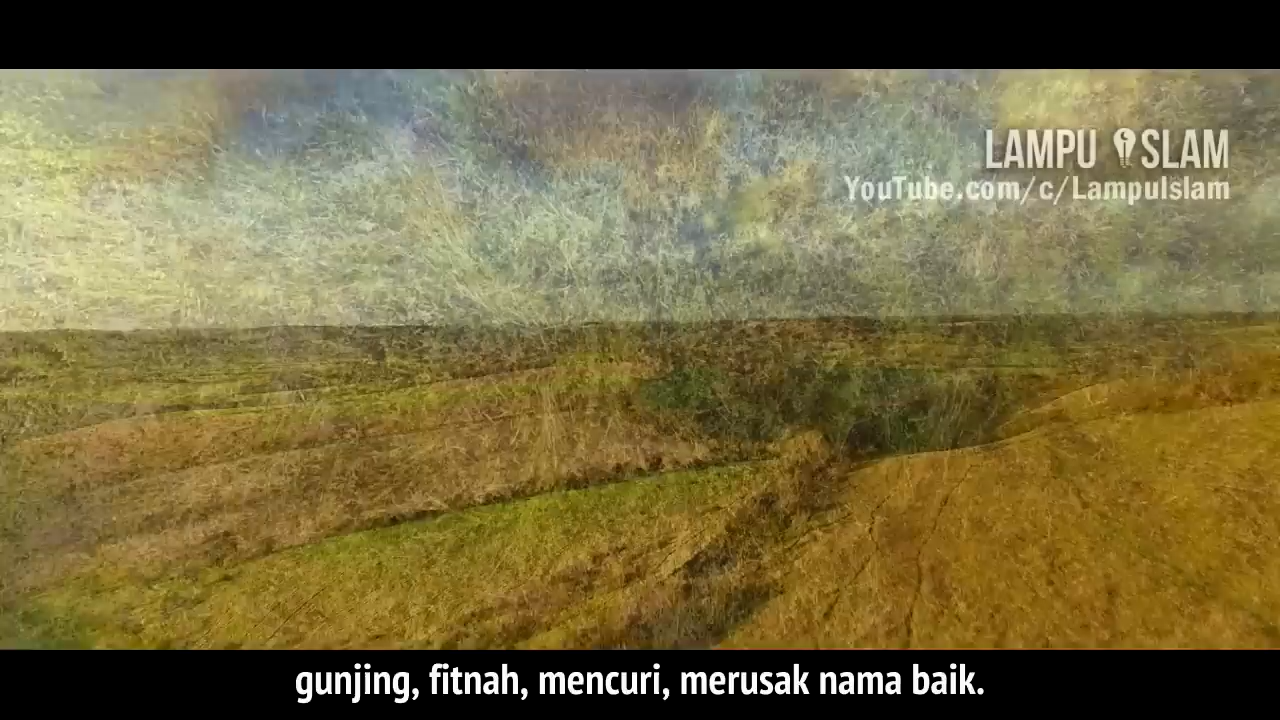 LAMPU ISLAM
YouTube.com/c/LampuIslam
gunjing, fitnah, mencuri, merusak nama baik.